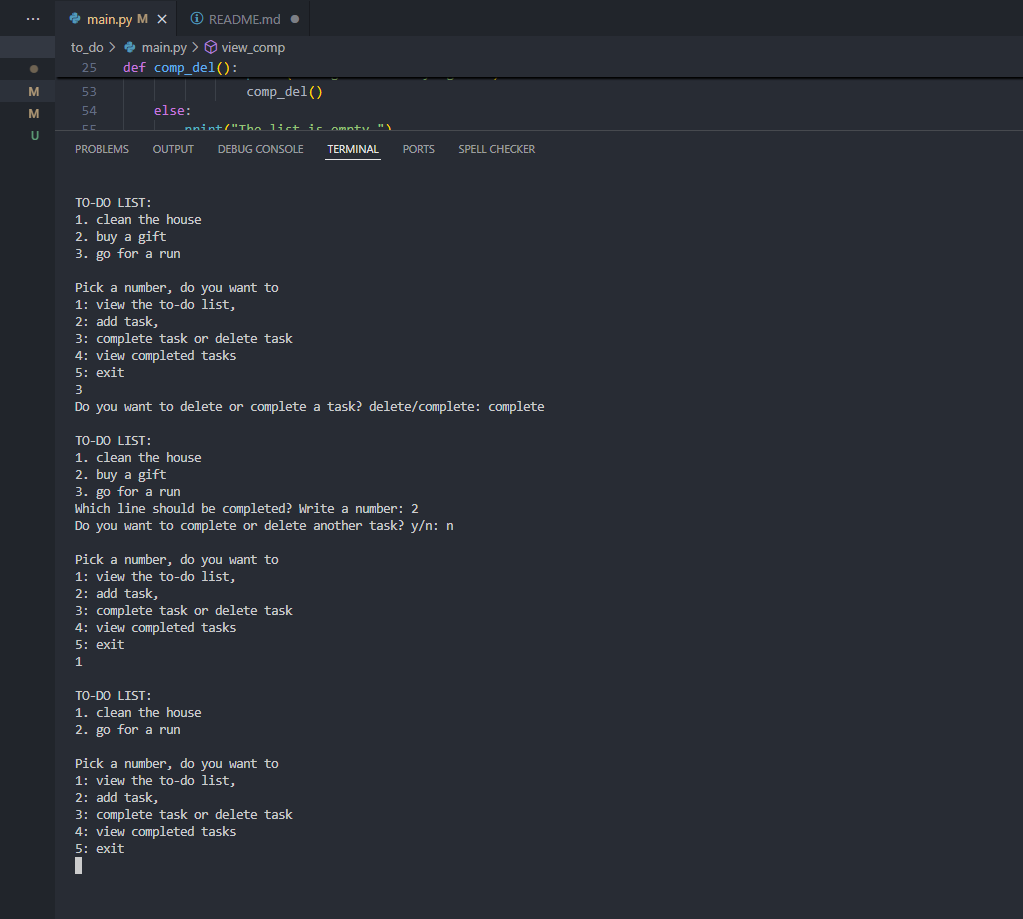 ... main.py M × README.md ●
to_do > main.py > view_comp
25 def comp_del():
M 53 comp_del()
M 54 else:
U 55 print("The list is empty.")
PROBLEMS OUTPUT DEBUG CONSOLE TERMINAL PORTS SPELL CHECKER
TO-DO LIST:
1. clean the house
2. buy a gift
3. go for a run
Pick a number, do you want to
1: view the to-do list,
2: add task,
3: complete task or delete task
4: view completed tasks
5: exit
3
Do you want to delete or complete a task? delete/complete: complete
TO-DO LIST:
1. clean the house
2. buy a gift
3. go for a run
Which line should be completed? Write a number: 2
Do you want to complete or delete another task? y/n: n
Pick a number, do you want to
1: view the to-do list,
2: add task,
3: complete task or delete task
4: view completed tasks
5: exit
1
TO-DO LIST:
1. clean the house
2. go for a run
Pick a number, do you want to
1: view the to-do list,
2: add task,
3: complete task or delete task
4: view completed tasks
5: exit